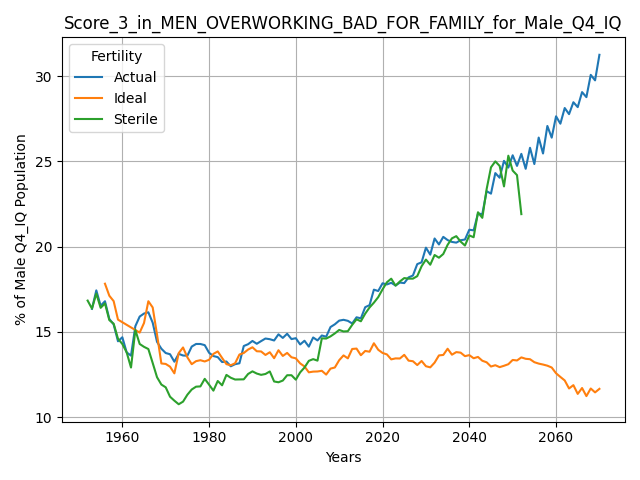 Score_3_in_MEN_OVERWORKING_BAD_FOR_FAMILY_for_Male_Q4_IQ
Fertility
Actual
Ideal
Sterile
% of Male Q4_IQ Population
30
25
20
15
10
1960
1980
2000
2020
2040
2060
Years